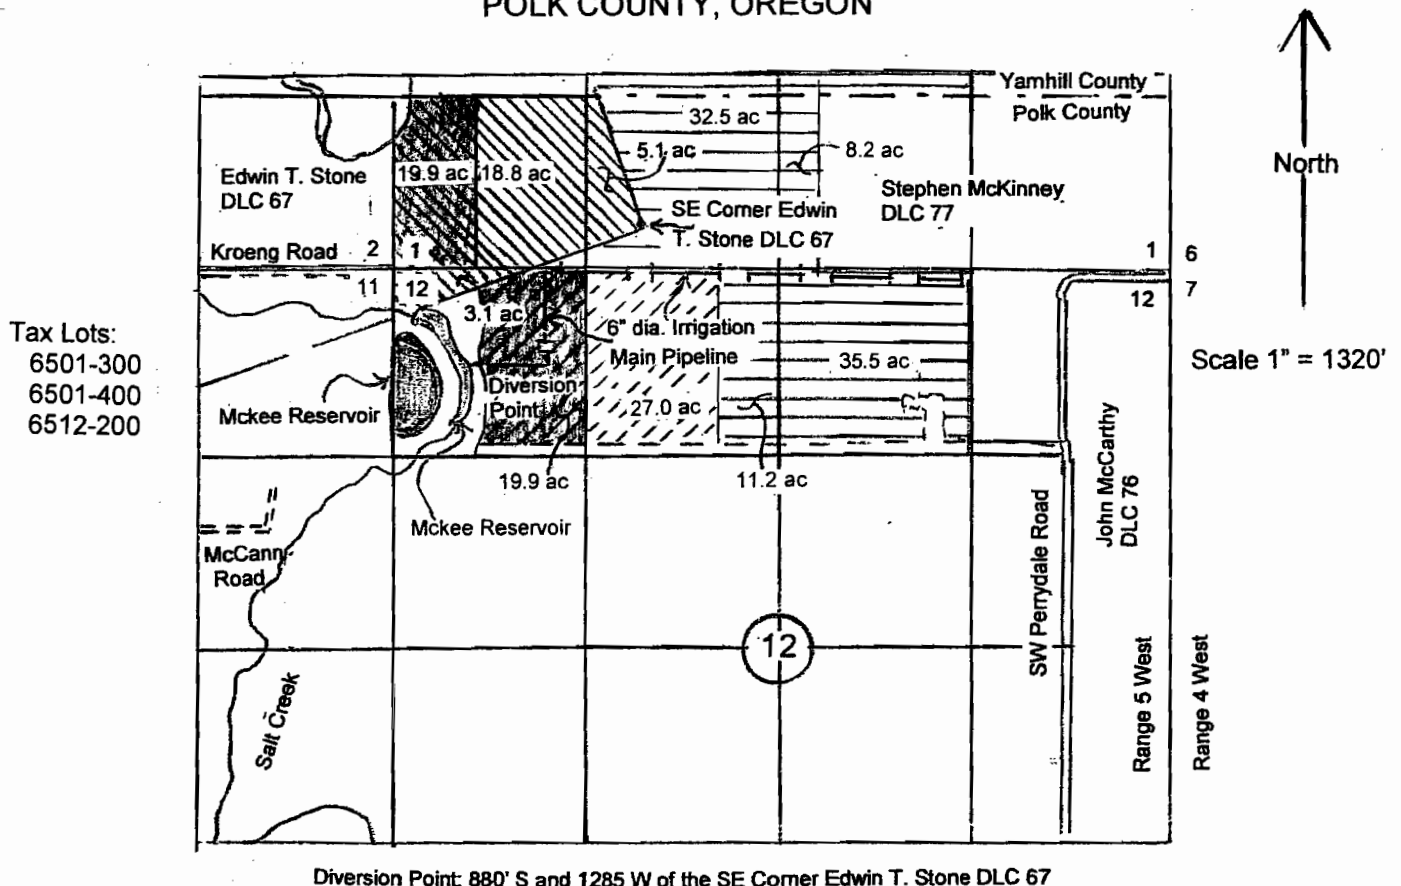 POLK COUNTY, OREGON
Yamhill County
Polk County
North
32.5 ac
5.1 ac
8.2 ac
19.9 ac
18.8 ac
Edwin T. Stone
DLC 67
Stephen McKinney
DLC 77
SE Corner Edwin
T. Stone DLC 67
Kroeng Road
2
1
1
6
11
12
12
7
3.1 ac
6" dia. Irrigation
Main Pipeline
35.5 ac
Scale 1" = 1320'
Tax Lots:
6501-300
6501-400
6512-200
Mckee Reservoir
Diversion
Point
27.0 ac
19.9 ac
11.2 ac
Mckee Reservoir
McCann
Road
John McCarthy
DLC 76
SW Perrydale Road
12
Salt Creek
Range 5 West
Range 4 West
Diversion Point: 880' S and 1285 W of the SE Corner Edwin T. Stone DLC 67